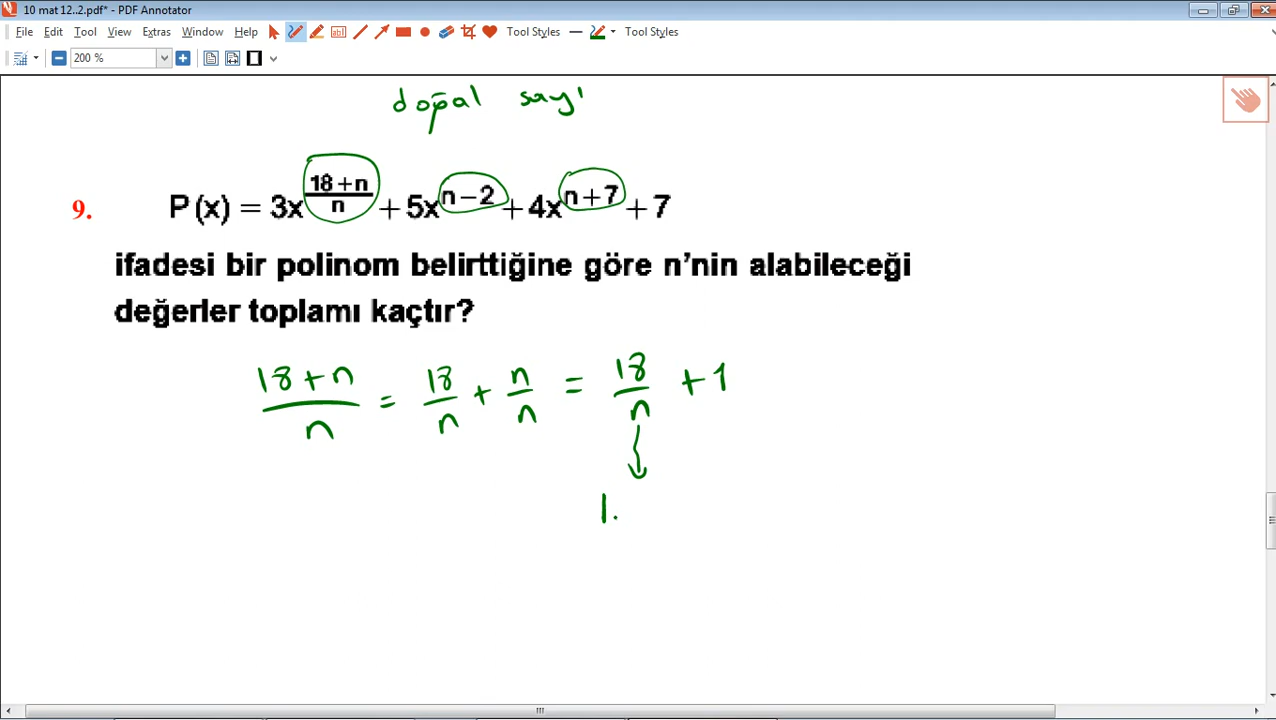 10 mat 12..2.pdf* - PDF Annotator
File Edit Tool View Extras Window Help Tool Styles Tool Styles
200 %
doğal sayı
9. P(x) = 3x^((18+n)/n) + 5x^(n−2) + 4x^(n+7) + 7
ifadesi bir polinom belirttiğine göre n’nin alabileceği
değerler toplamı kaçtır?
(18+n)/n = 18/n + n/n = 18/n + 1
1.